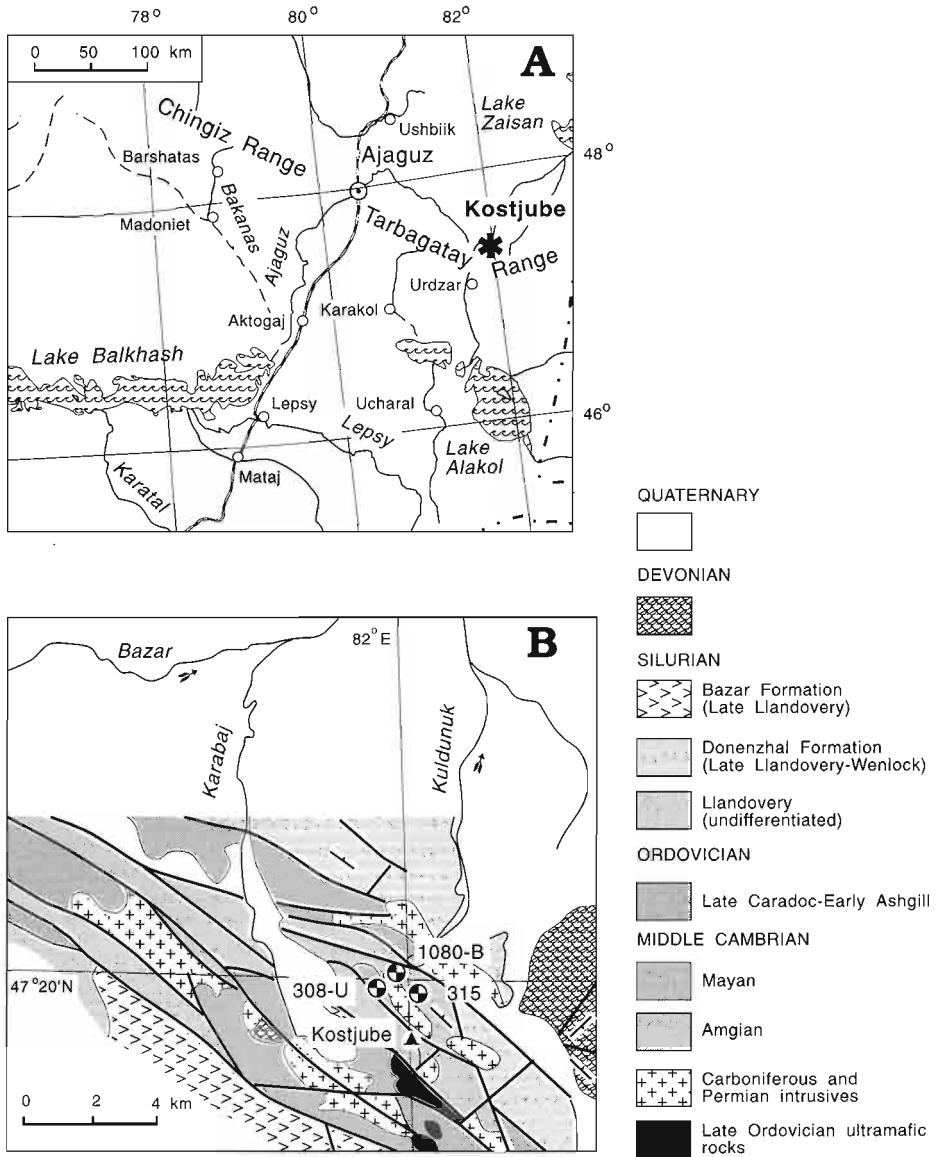 78°
80°
82°
0 50 100 km
A
Lake
Zaisan
Chingiz Range
Ushbiik
Barshatas
Ajaguz
48°
Bakanas
Kostjube
Madoniet
Ajaguz
Tarbagatay
Range
Urdzar
Aktogaj
Karakol
Lake Balkhash
Lepsy
Ucharal
46°
Lepsy
Lake
Alakol
Karatal
Mataj
82°E
B
Bazar
Karabaj
Kuldunuk
1080-B
47°20'N
308-U
315
Kostjube
0 2 4
km
QUATERNARY
DEVONIAN
SILURIAN
Bazar Formation
(Late Llandovery)
Donenzhal Formation
(Late Llandovery-Wenlock)
Llandovery
(undifferentiated)
ORDOVICIAN
Late Caradoc-Early Ashgill
MIDDLE CAMBRIAN
Mayan
Amgian
Carboniferous and
Permian intrusives
Late Ordovician ultramafic
rocks